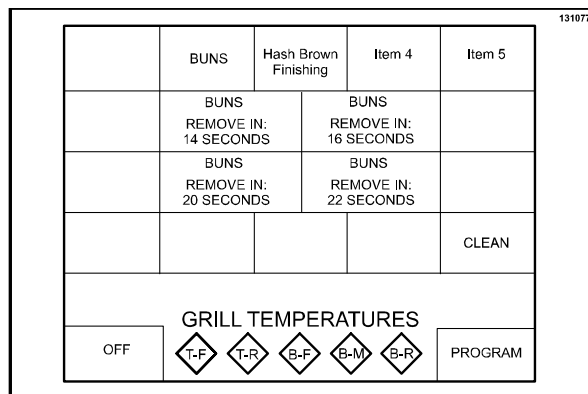 131077
BUNS
Hash Brown
Finishing
Item 4
Item 5
BUNS
REMOVE IN:
14 SECONDS
BUNS
REMOVE IN:
16 SECONDS
BUNS
REMOVE IN:
20 SECONDS
BUNS
REMOVE IN:
22 SECONDS
CLEAN
GRILL TEMPERATURES
OFF
T-F
T-R
B-F
B-M
B-R
PROGRAM